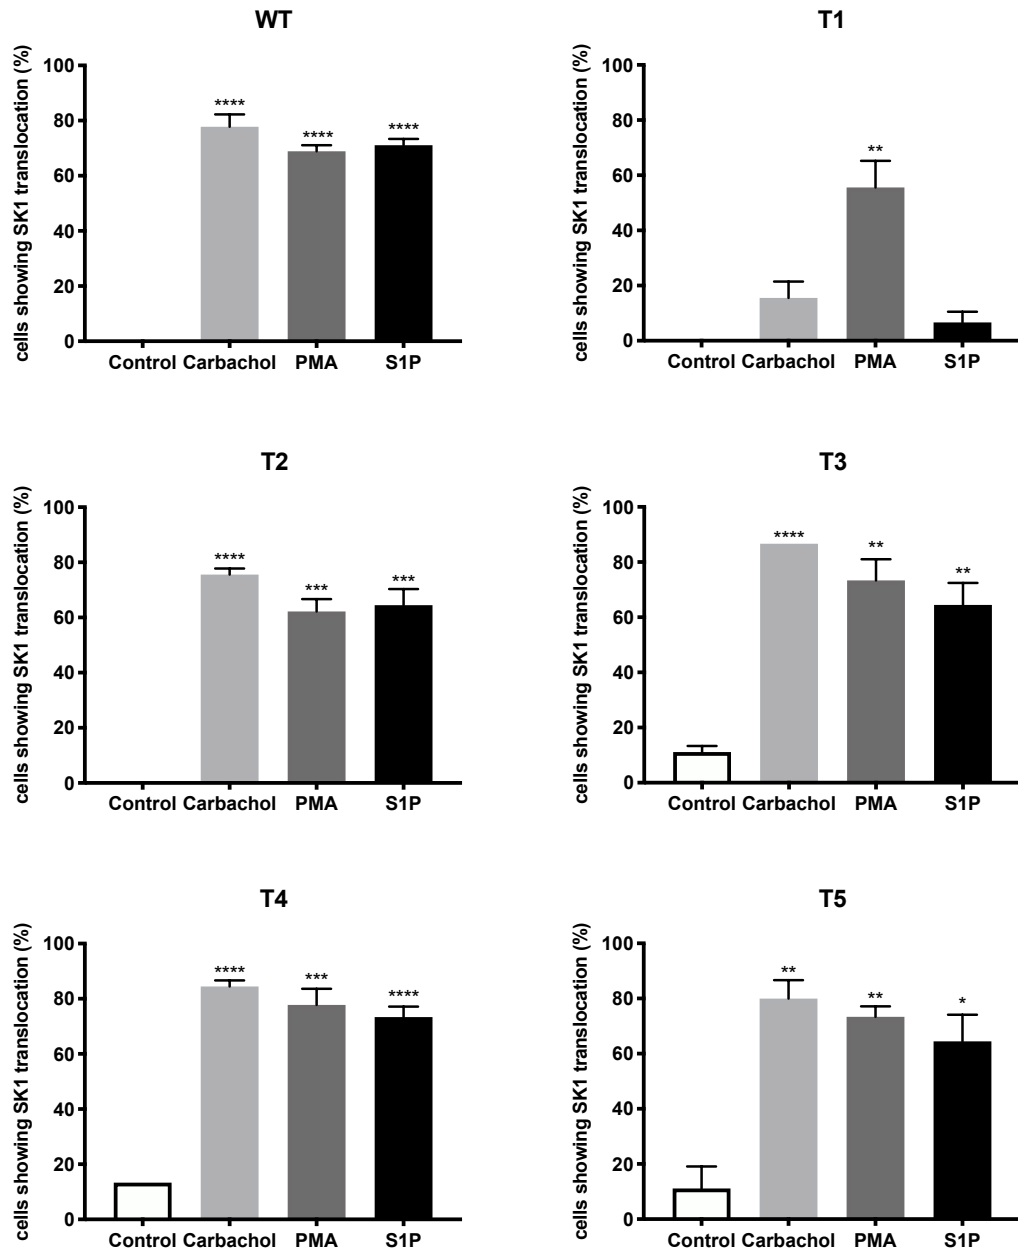 WT
cells showing SK1 translocation (%)
100
80
60
40
20
0
****
****
****
Control Carbachol PMA S1P
T1
cells showing SK1 translocation (%)
100
80
60
40
20
0
**
Control Carbachol PMA S1P
T2
cells showing SK1 translocation (%)
100
80
60
40
20
0
****
***
***
Control Carbachol PMA S1P
T3
cells showing SK1 translocation (%)
100
80
60
40
20
0
****
**
**
Control Carbachol PMA S1P
T4
cells showing SK1 translocation (%)
100
80
60
40
20
0
****
***
****
Control Carbachol PMA S1P
T5
cells showing SK1 translocation (%)
100
80
60
40
20
0
**
**
*
Control Carbachol PMA S1P